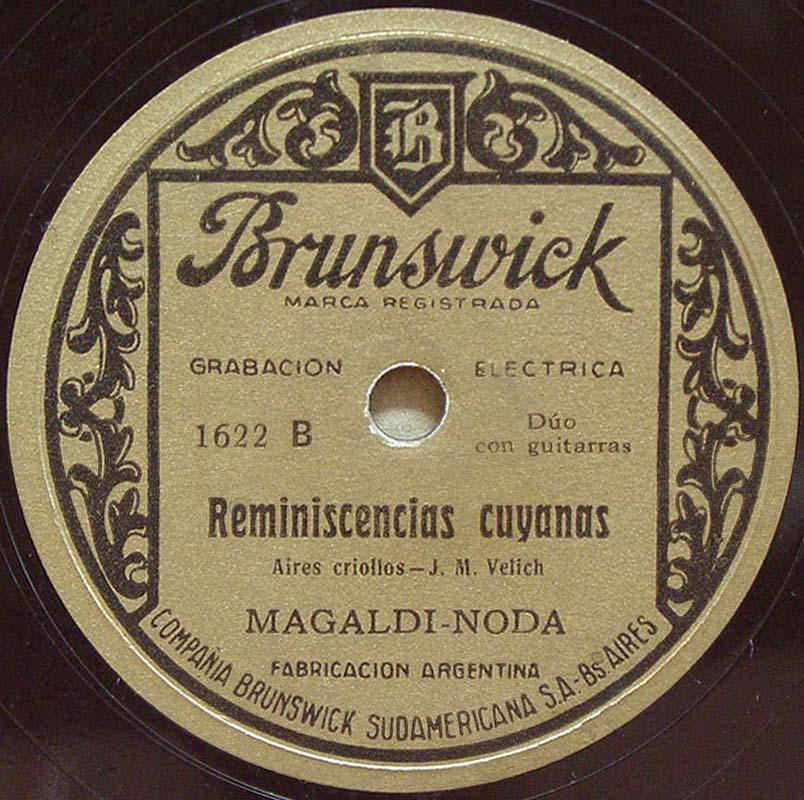 B
Brunswick
MARCA REGISTRADA
GRABACION ELECTRICA
1622 B
Dúo
con guitarras
Reminiscencias cuyanas
Aires criollos—J. M. Velich
MAGALDI-NODA
FABRICACION ARGENTINA
COMPAÑIA BRUNSWICK SUDAMERICANA S.A.-Bs. AIRES